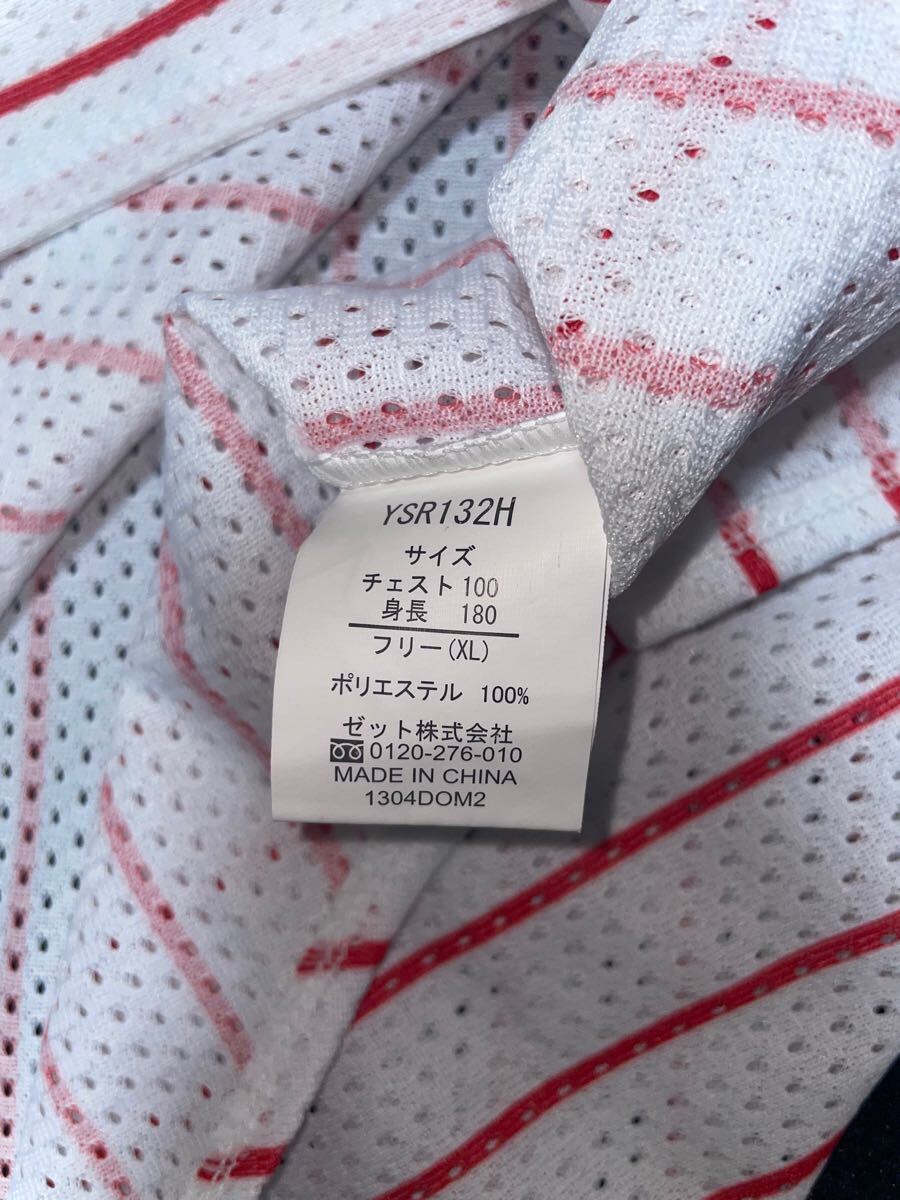 YSR132H
サイズ
チェスト 100
身長 180
フリー(XL)
ポリエステル 100%
ゼット株式会社
0120-276-010
MADE IN CHINA
1304DOM2